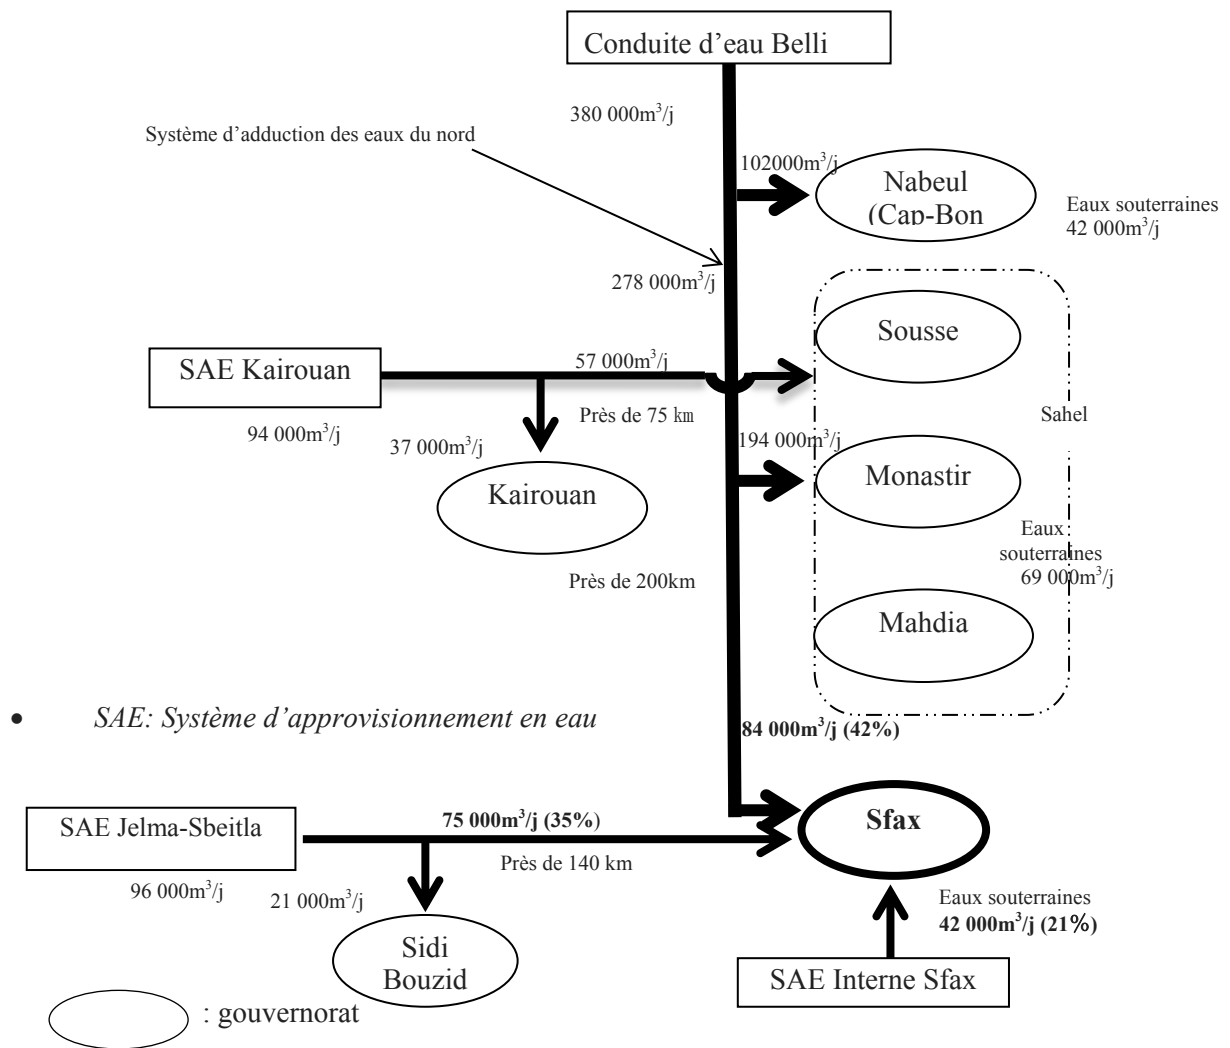 Conduite d'eau Belli
380 000m³/j
Système d'adduction des eaux du nord
102000m³/j
Nabeul
(Cap-Bon
Eaux souterraines
42 000m³/j
278 000m³/j
Sousse
SAE Kairouan
57 000m³/j
Près de 75 km
Sahel
94 000m³/j
37 000m³/j
194 000m³/j
Monastir
Kairouan
Eaux
souterraines
69 000m³/j
Près de 200km
Mahdia
• SAE: Système d'approvisionnement en eau
84 000m³/j (42%)
SAE Jelma-Sbeitla
75 000m³/j (35%)
Sfax
Près de 140 km
96 000m³/j
21 000m³/j
Eaux souterraines
42 000m³/j (21%)
Sidi
Bouzid
SAE Interne Sfax
: gouvernorat